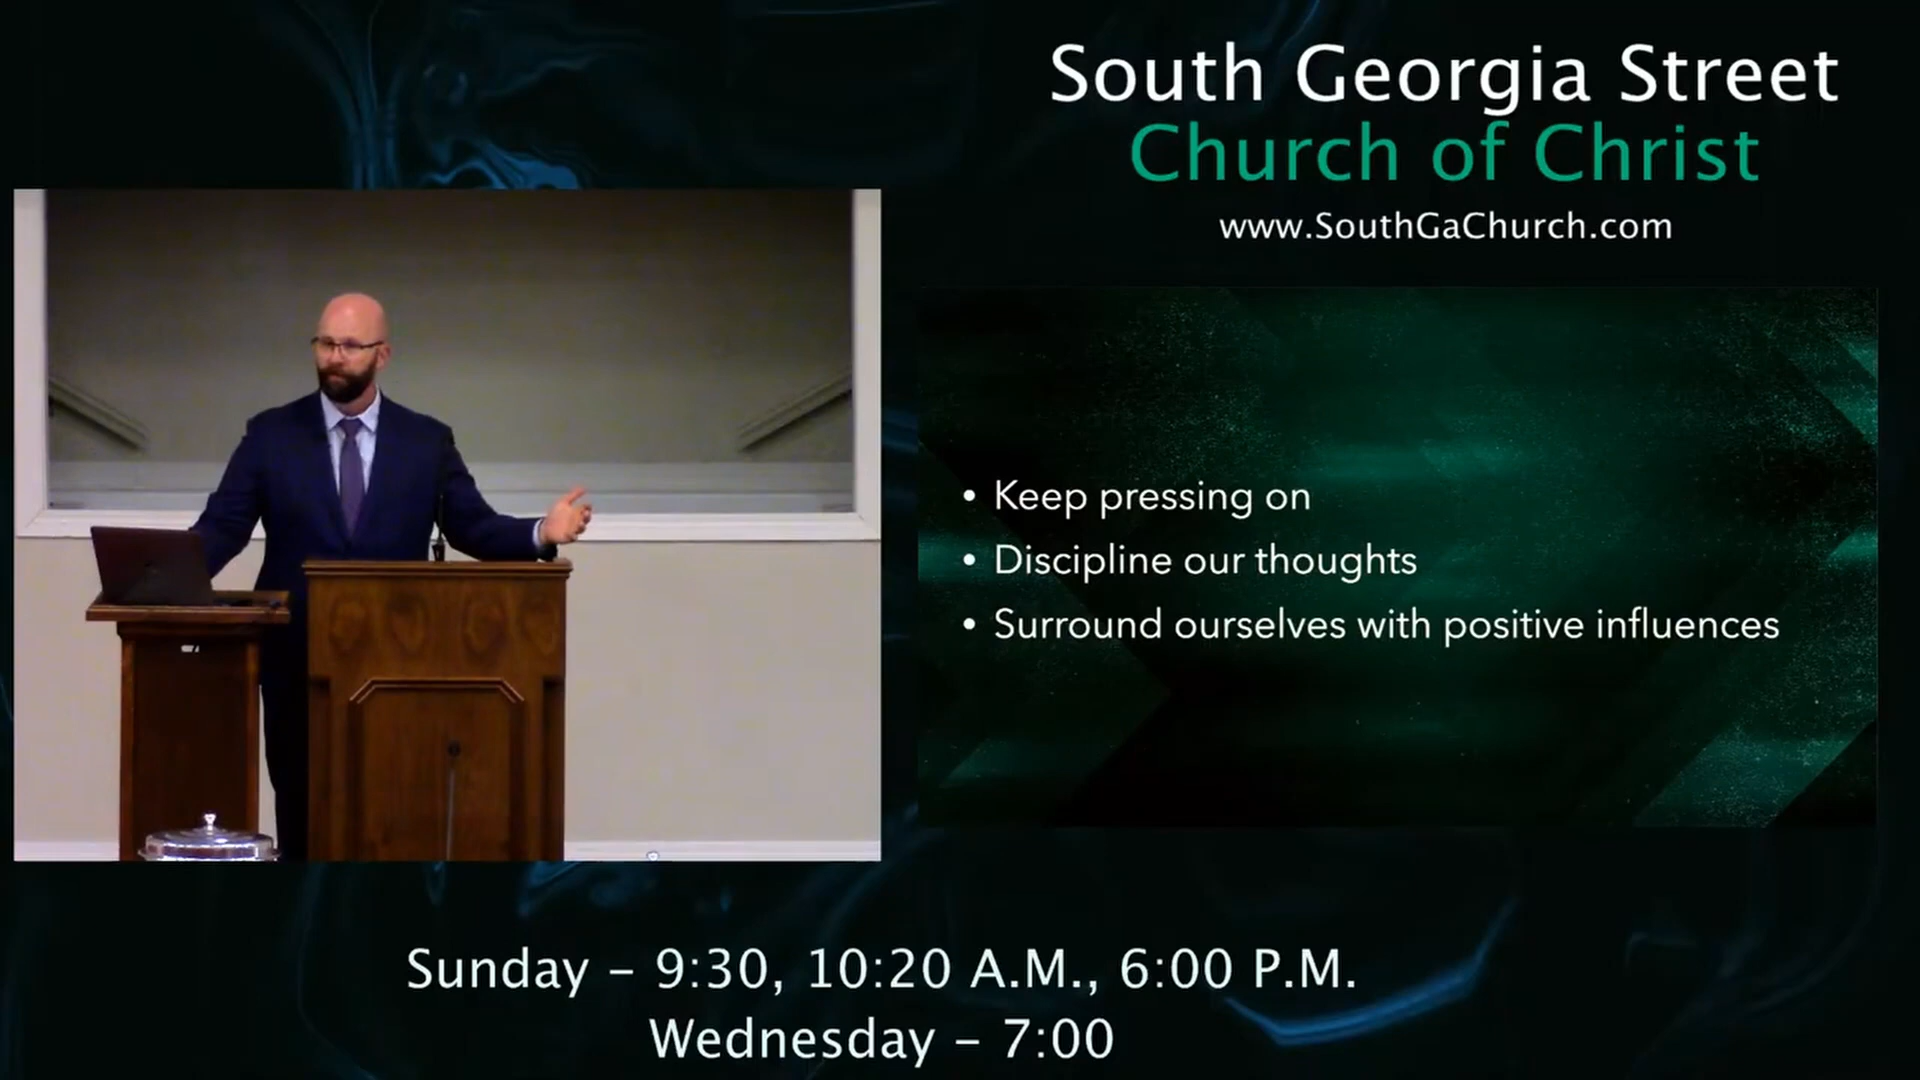 South Georgia Street
Church of Christ
www.SouthGaChurch.com
• Keep pressing on
• Discipline our thoughts
• Surround ourselves with positive influences
Sunday – 9:30, 10:20 A.M., 6:00 P.M.
Wednesday – 7:00